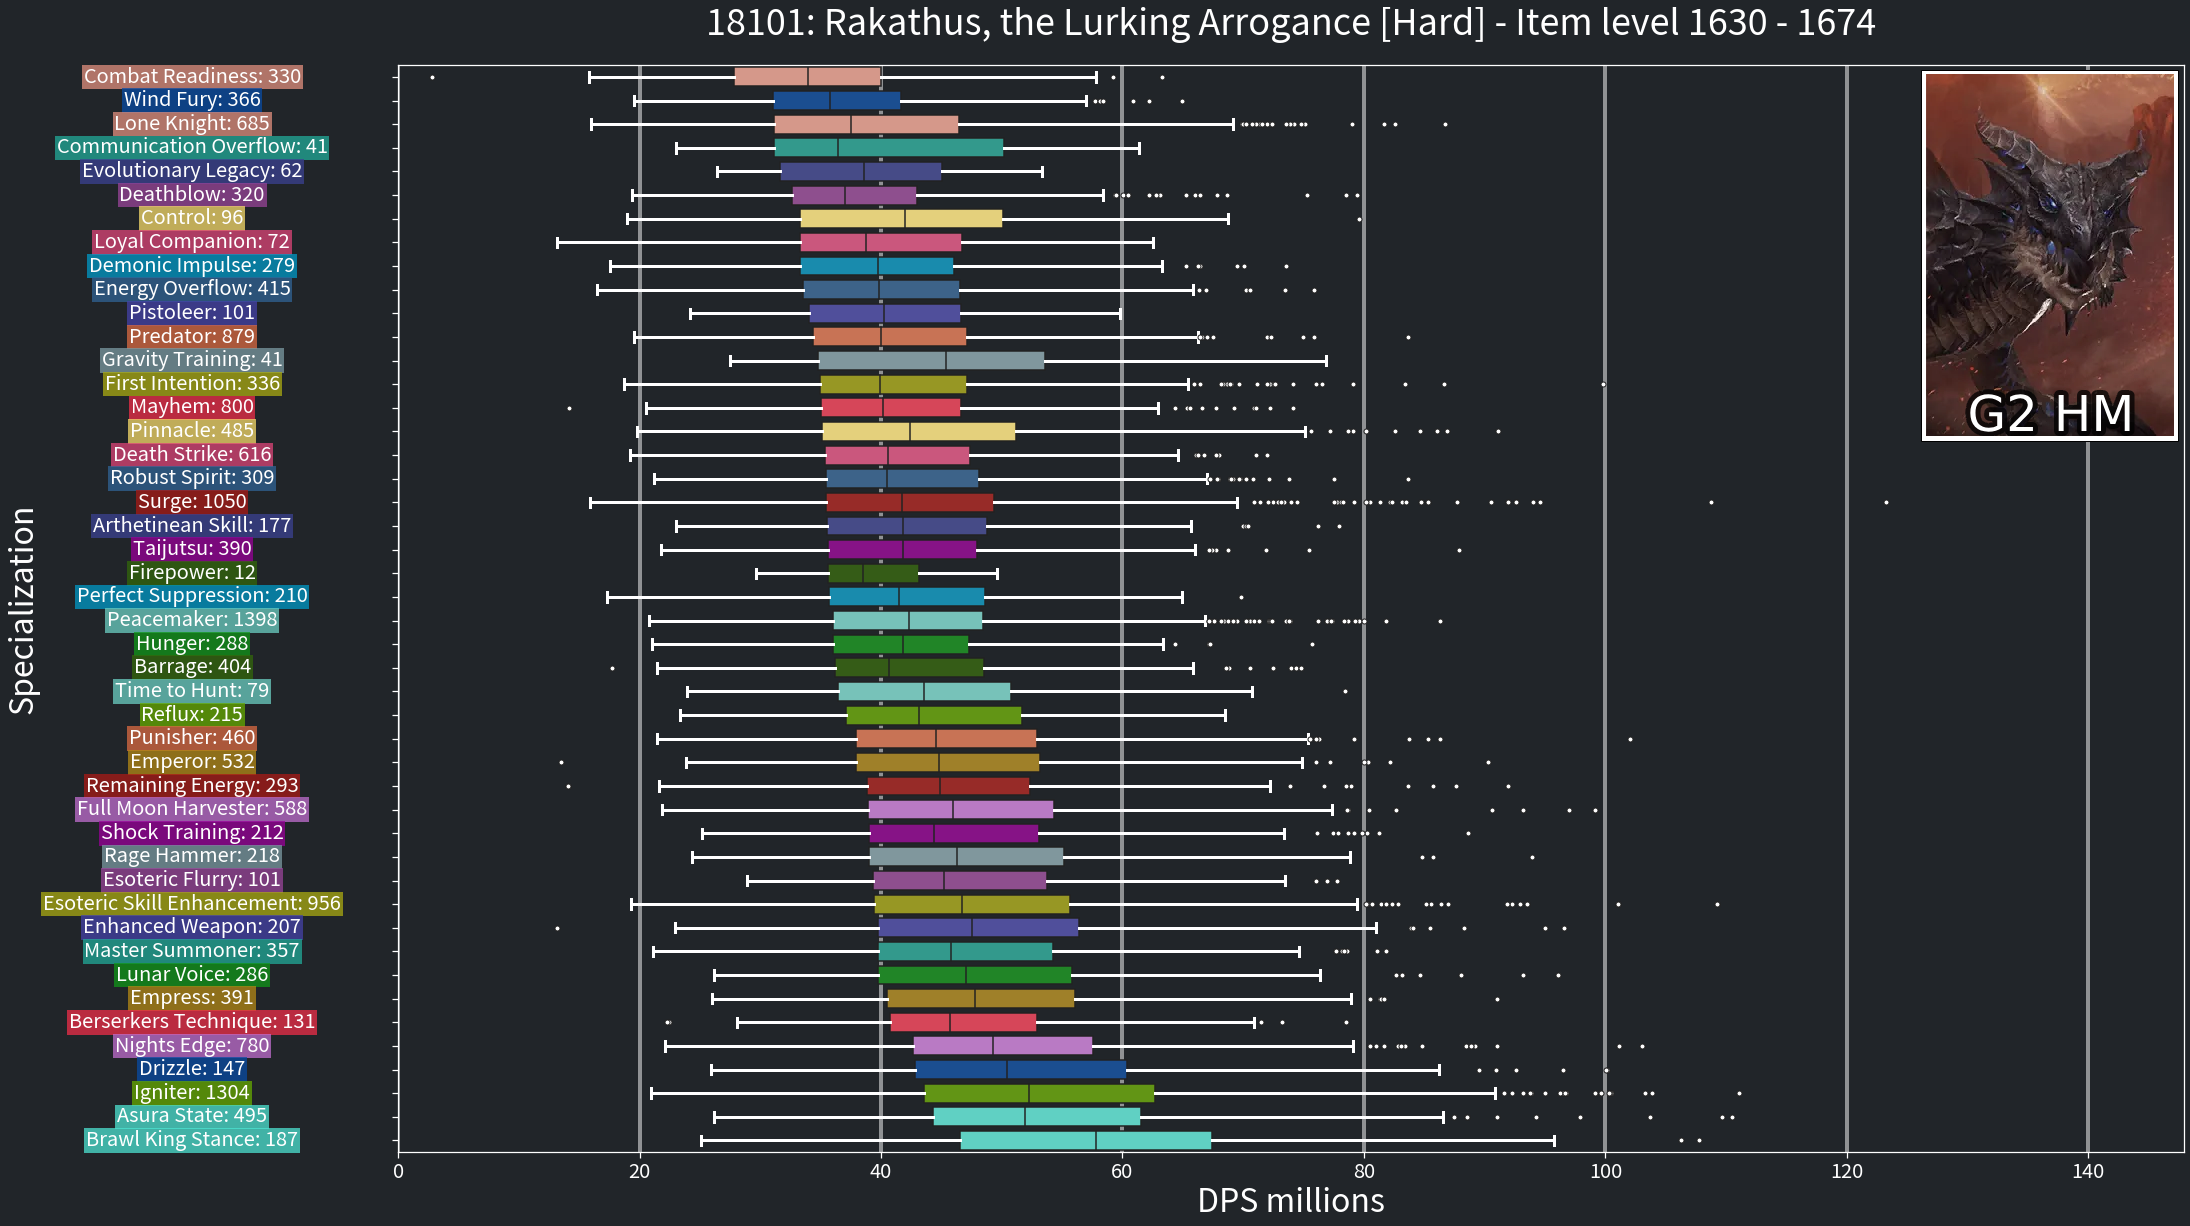 18101: Rakathus, the Lurking Arrogance [Hard] - Item level 1630 - 1674
Combat Readiness: 330
Wind Fury: 366
Lone Knight: 685
Communication Overflow: 41
Evolutionary Legacy: 62
Deathblow: 320
Control: 96
Loyal Companion: 72
Demonic Impulse: 279
Energy Overflow: 415
Pistoleer: 101
Predator: 879
Gravity Training: 41
First Intention: 336
Mayhem: 800
Pinnacle: 485
Death Strike: 616
Robust Spirit: 309
Surge: 1050
Arthetinean Skill: 177
Taijutsu: 390
Firepower: 12
Perfect Suppression: 210
Peacemaker: 1398
Hunger: 288
Barrage: 404
Time to Hunt: 79
Reflux: 215
Punisher: 460
Emperor: 532
Remaining Energy: 293
Full Moon Harvester: 588
Shock Training: 212
Rage Hammer: 218
Esoteric Flurry: 101
Esoteric Skill Enhancement: 956
Enhanced Weapon: 207
Master Summoner: 357
Lunar Voice: 286
Empress: 391
Berserkers Technique: 131
Nights Edge: 780
Drizzle: 147
Igniter: 1304
Asura State: 495
Brawl King Stance: 187
Specialization
G2 HM
0 20 40 60 80 100 120 140
DPS millions